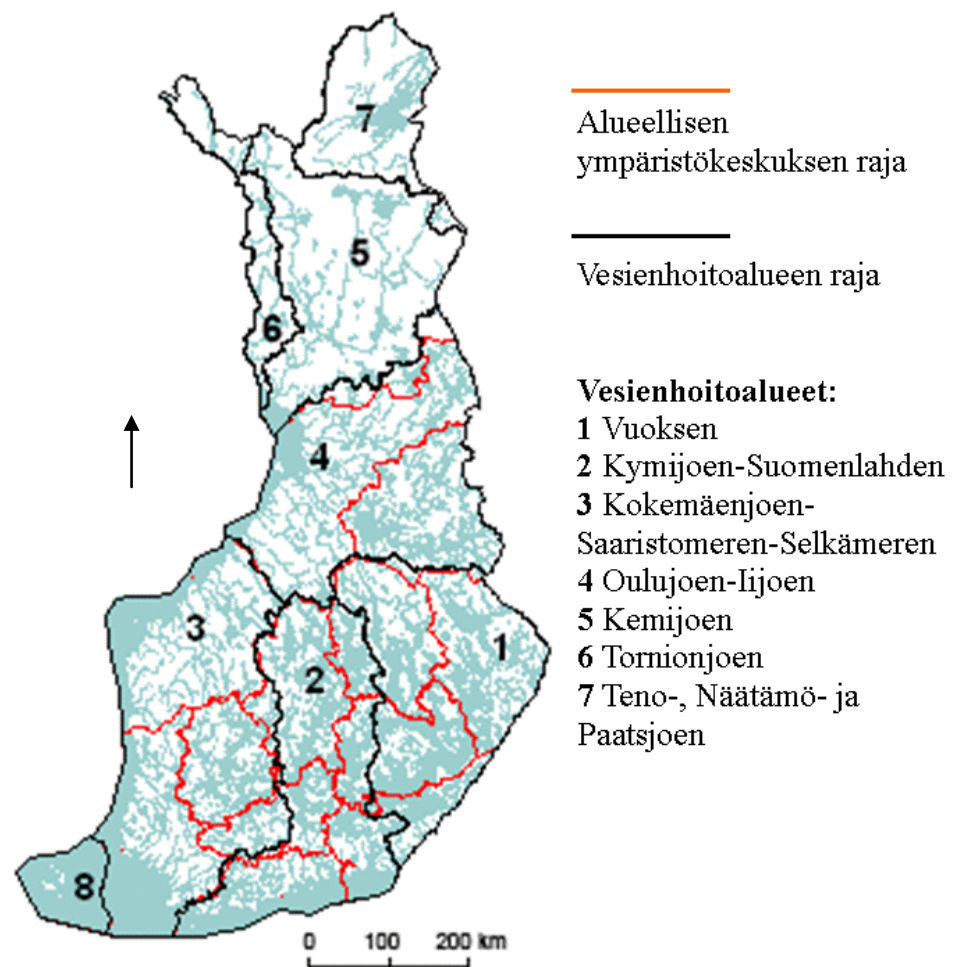 7
5
6
4
3
1
2
8
0 100 200 km
Alueellisen
ympäristökeskuksen raja
Vesienhoitoalueen raja
Vesienhoitoalueet:
1 Vuoksen
2 Kymijoen-Suomenlahden
3 Kokemäenjoen-
Saaristomeren-Selkämeren
4 Oulujoen-Iijoen
5 Kemijoen
6 Tornionjoen
7 Teno-, Näätämö- ja
Paatsjoen